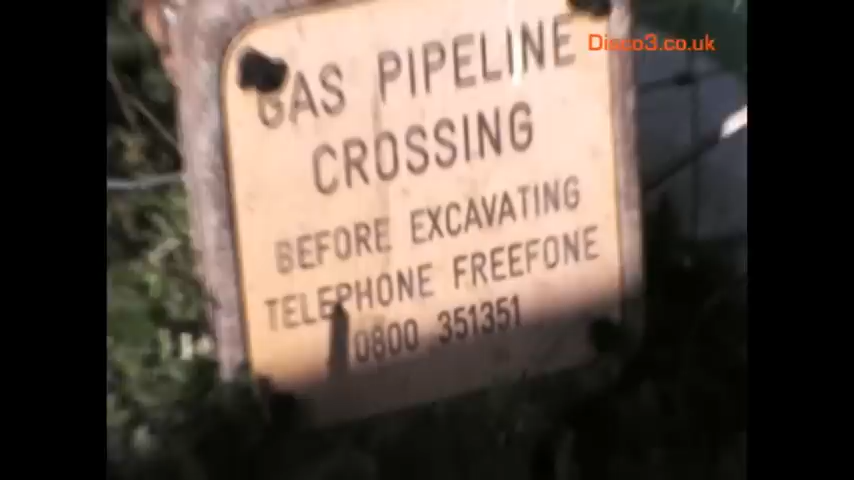 Disco3.co.uk
GAS PIPELINE
CROSSING
BEFORE EXCAVATING
TELEPHONE FREEFONE
0800 351351